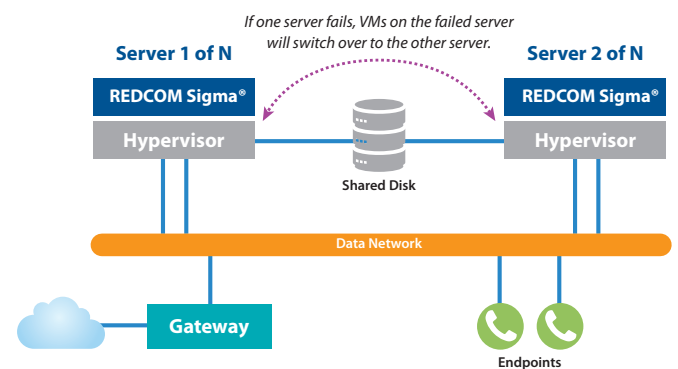 If one server fails, VMs on the failed server
will switch over to the other server.
Server 1 of N
Server 2 of N
REDCOM Sigma®
REDCOM Sigma®
Hypervisor
Hypervisor
Shared Disk
Data Network
Gateway
Endpoints